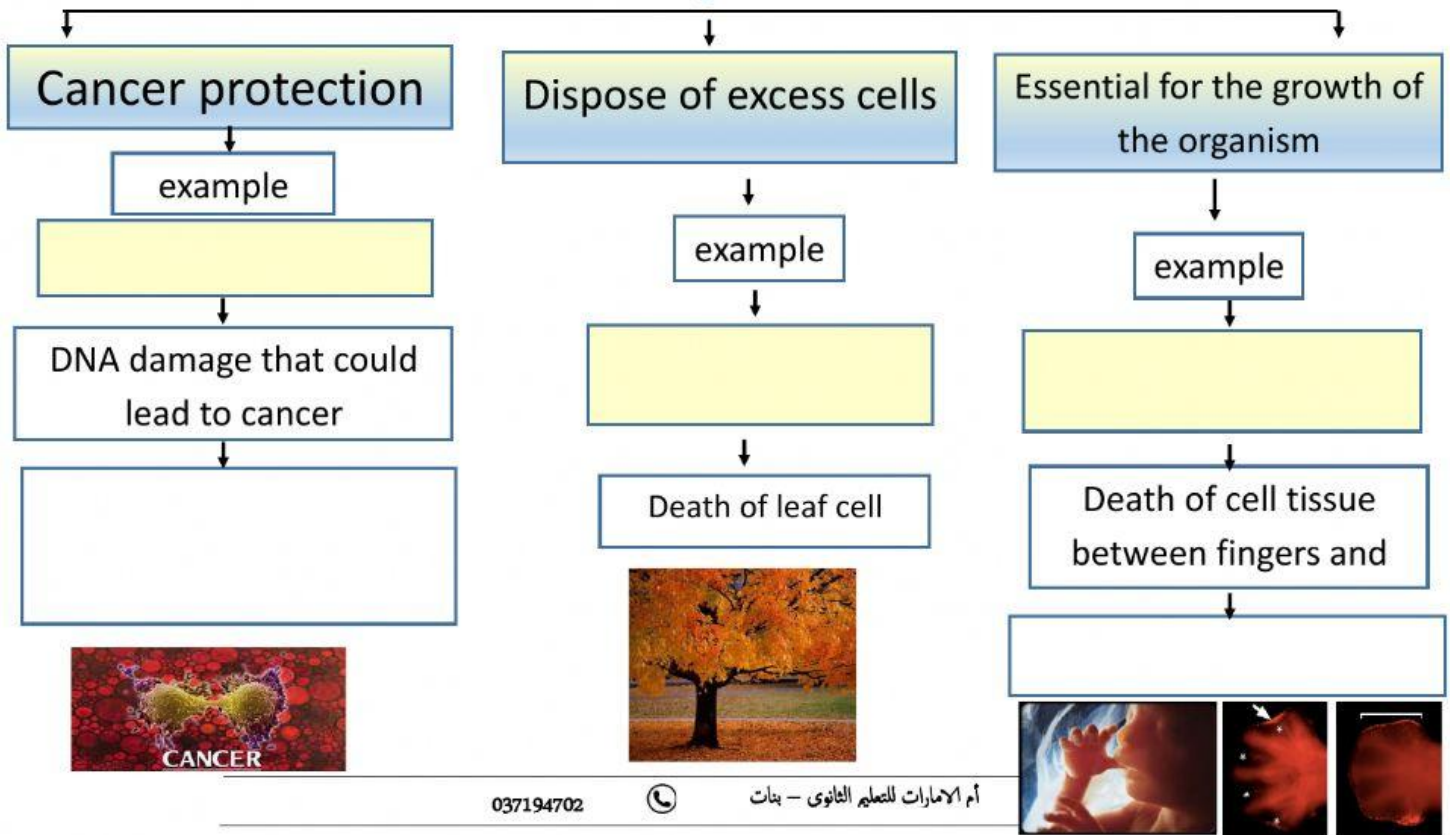 Cancer protection
Dispose of excess cells
Essential for the growth of
the organism
example
example
example
DNA damage that could
lead to cancer
Death of leaf cell
Death of cell tissue
between fingers and
CANCER
037194702
أم الامارات للتعليم الثانوى – بنات